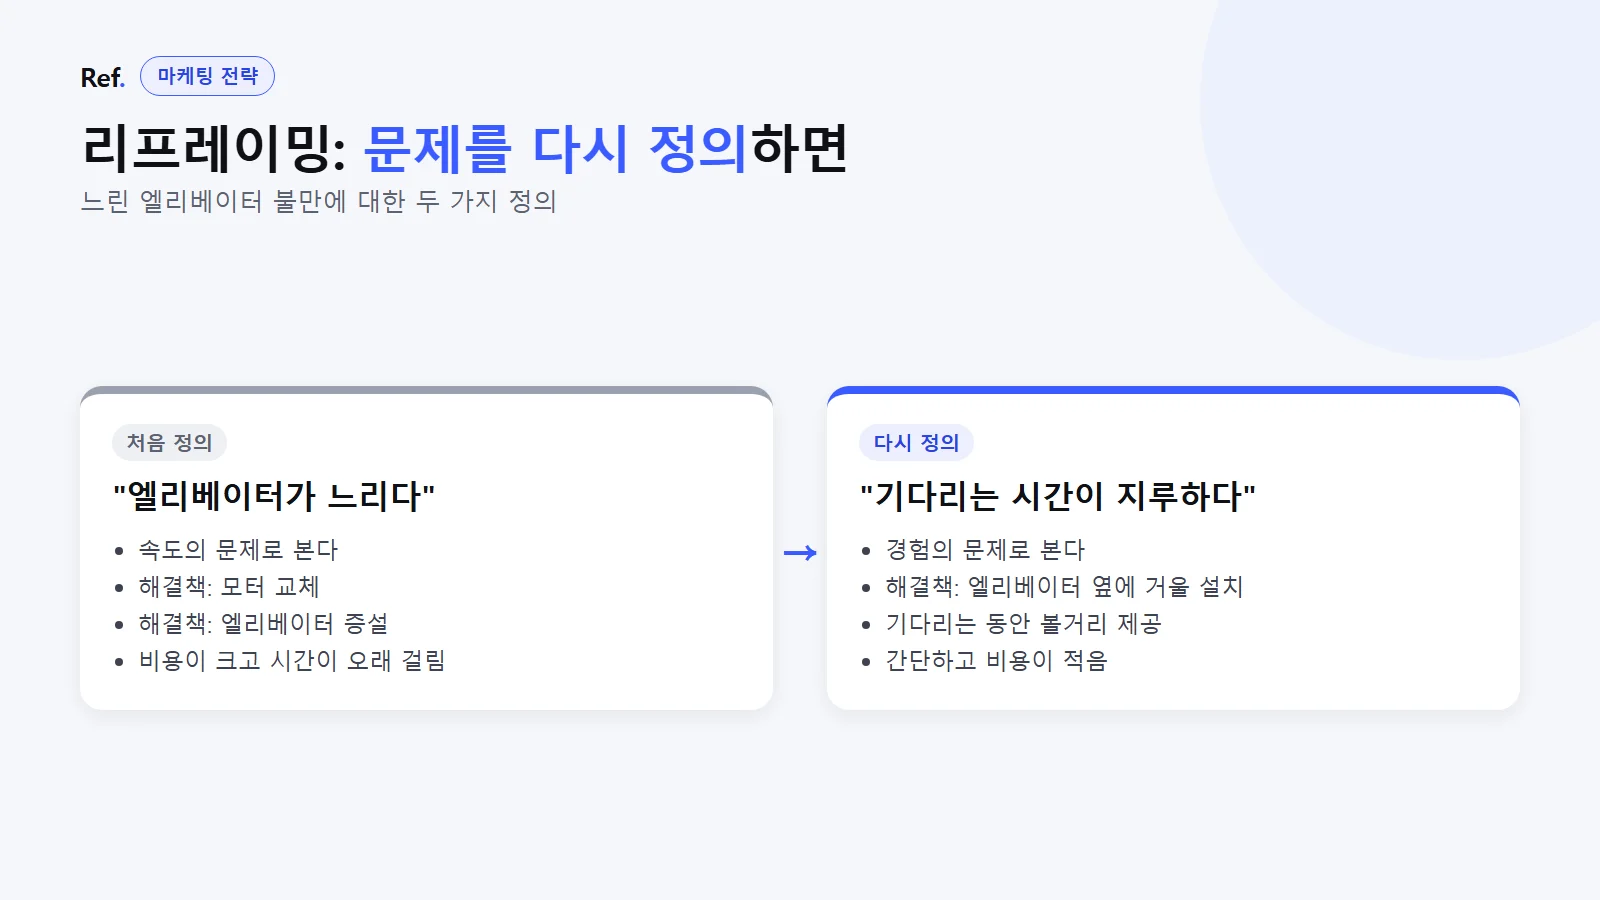 Ref.
마케팅 전략
리프레이밍: 문제를 다시 정의하면
느린 엘리베이터 불만에 대한 두 가지 정의
처음 정의
"엘리베이터가 느리다"
• 속도의 문제로 본다
• 해결책: 모터 교체
• 해결책: 엘리베이터 증설
• 비용이 크고 시간이 오래 걸림
→
다시 정의
"기다리는 시간이 지루하다"
• 경험의 문제로 본다
• 해결책: 엘리베이터 옆에 거울 설치
• 기다리는 동안 볼거리 제공
• 간단하고 비용이 적음